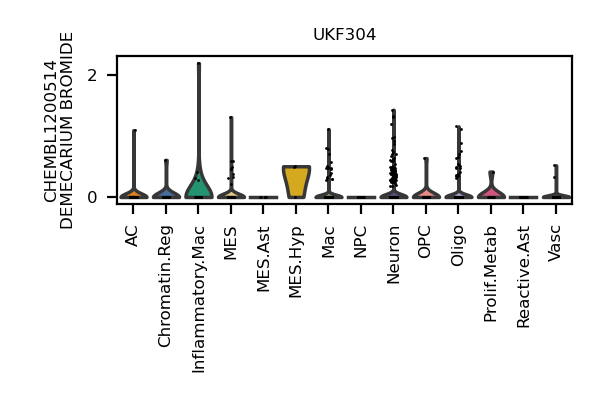 UKF304
CHEMBL1200514
DEMECARIUM BROMIDE
2
0
AC
Chromatin.Reg
Inflammatory.Mac
MES
MES.Ast
MES.Hyp
Mac
NPC
Neuron
OPC
Oligo
Prolif.Metab
Reactive.Ast
Vasc